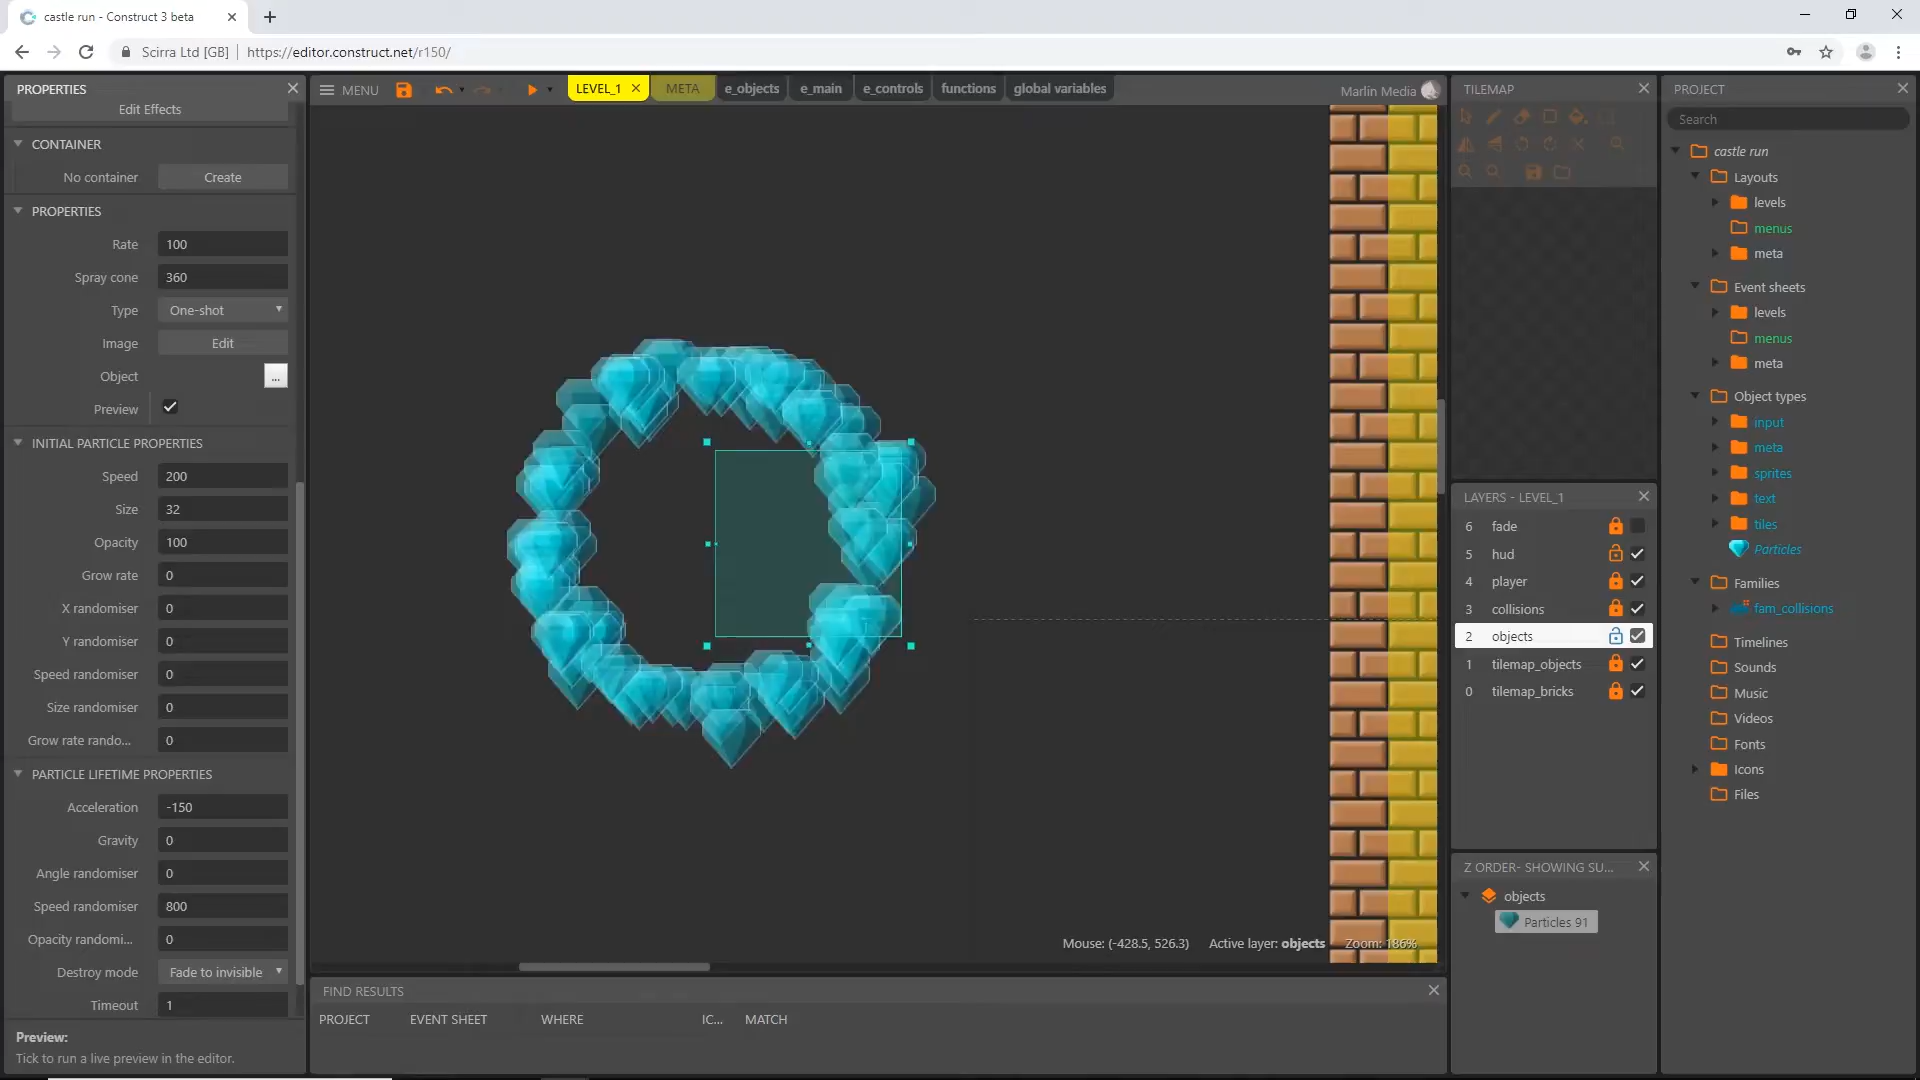 castle run - Construct 3 beta
Scirra Ltd [GB] https://editor.construct.net/r150/
PROPERTIES
Edit Effects
CONTAINER
No container Create
PROPERTIES
Rate 100
Spray cone 360
Type One-shot
Image Edit
Object ...
Preview
INITIAL PARTICLE PROPERTIES
Speed 200
Size 32
Opacity 100
Grow rate 0
X randomiser 0
Y randomiser 0
Speed randomiser 0
Size randomiser 0
Grow rate rando... 0
PARTICLE LIFETIME PROPERTIES
Acceleration -150
Gravity 0
Angle randomiser 0
Speed randomiser 800
Opacity randomi... 0
Destroy mode Fade to invisible
Timeout 1
Preview:
Tick to run a live preview in the editor.
MENU
LEVEL_1 META e_objects e_main e_controls functions global variables
Marlin Media
Mouse: (-428.5, 526.3) Active layer: objects Zoom: 186%
FIND RESULTS
PROJECT EVENT SHEET WHERE IC... MATCH
TILEMAP
LAYERS - LEVEL_1
6 fade
5 hud
4 player
3 collisions
2 objects
1 tilemap_objects
0 tilemap_bricks
Z ORDER- SHOWING SU...
objects
Particles 91
PROJECT
Search
castle run
Layouts
levels
menus
meta
Event sheets
levels
menus
meta
Object types
input
meta
sprites
text
tiles
Particles
Families
fam_collisions
Timelines
Sounds
Music
Videos
Fonts
Icons
Files